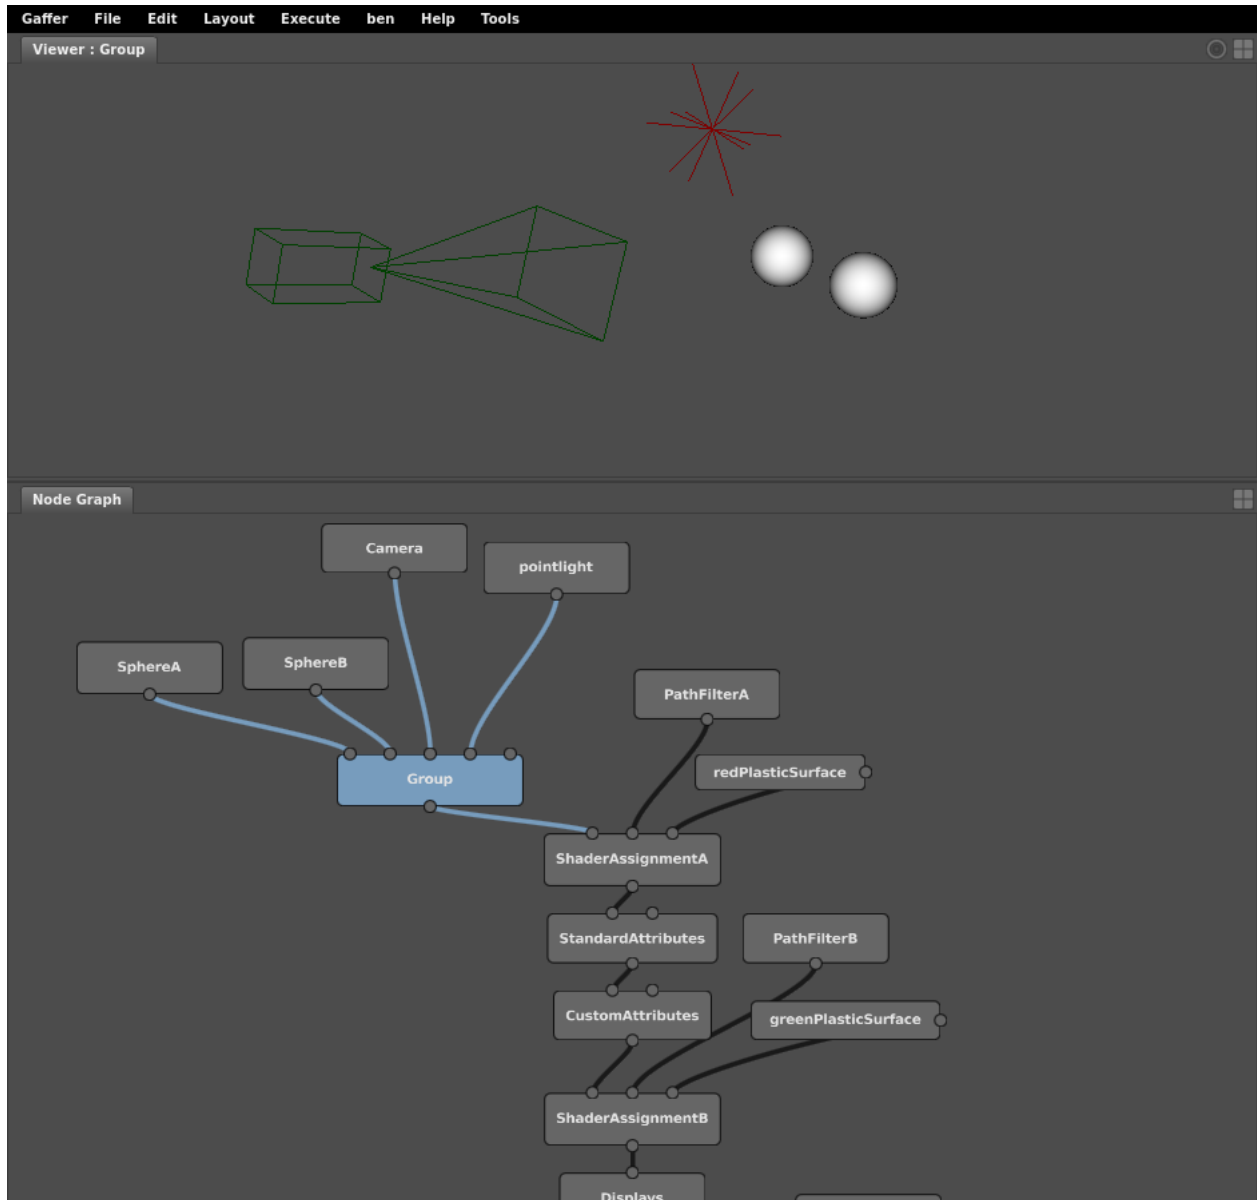 Gaffer File Edit Layout Execute ben Help Tools
Viewer : Group
Node Graph
Camera
pointlight
SphereA
SphereB
PathFilterA
redPlasticSurface
Group
ShaderAssignmentA
StandardAttributes
PathFilterB
CustomAttributes
greenPlasticSurface
ShaderAssignmentB
Displays